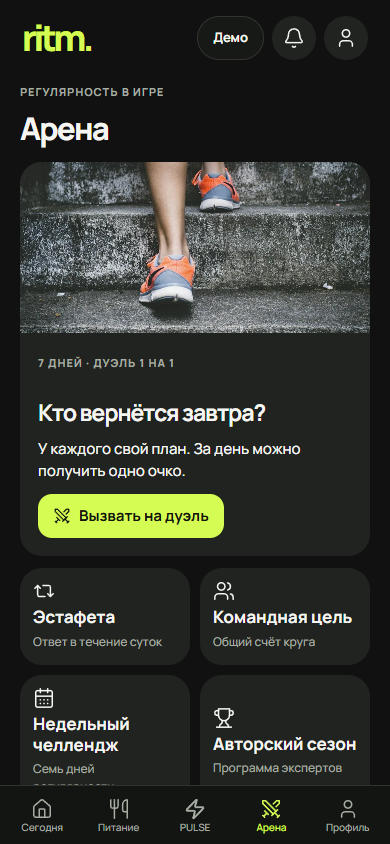 ritm.
Демо
РЕГУЛЯРНОСТЬ В ИГРЕ
Арена
7 ДНЕЙ · ДУЭЛЬ 1 НА 1
Кто вернётся завтра?
У каждого свой план. За день можно
получить одно очко.
Вызвать на дуэль
Эстафета
Ответ в течение суток
Командная цель
Общий счёт круга
Недельный
челлендж
Семь дней
Авторский сезон
Программа экспертов
Сегодня
Питание
PULSE
Арена
Профиль